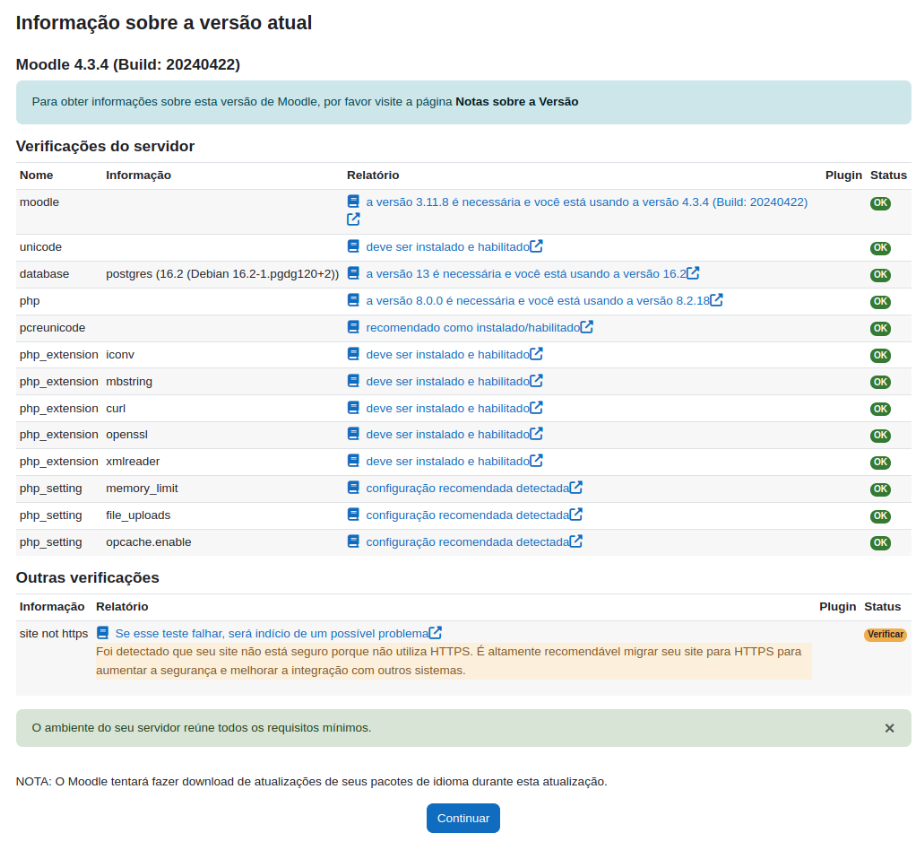 Informação sobre a versão atual
Moodle 4.3.4 (Build: 20240422)
Para obter informações sobre esta versão de Moodle, por favor visite a página Notas sobre a Versão
Verificações do servidor
Nome Informação Relatório Plugin Status
moodle a versão 3.11.8 é necessária e você está usando a versão 4.3.4 (Build: 20240422) OK
unicode deve ser instalado e habilitado OK
database postgres (16.2 (Debian 16.2-1.pgdg120+2)) a versão 13 é necessária e você está usando a versão 16.2 OK
php a versão 8.0.0 é necessária e você está usando a versão 8.2.18 OK
pcreunicode recomendado como instalado/habilitado OK
php_extension iconv deve ser instalado e habilitado OK
php_extension mbstring deve ser instalado e habilitado OK
php_extension curl deve ser instalado e habilitado OK
php_extension openssl deve ser instalado e habilitado OK
php_extension xmlreader deve ser instalado e habilitado OK
php_setting memory_limit configuração recomendada detectada OK
php_setting file_uploads configuração recomendada detectada OK
php_setting opcache.enable configuração recomendada detectada OK
Outras verificações
Informação Relatório Plugin Status
site not https Se esse teste falhar, será indício de um possível problema Verificar
Foi detectado que seu site não está seguro porque não utiliza HTTPS. É altamente recomendável migrar seu site para HTTPS para
aumentar a segurança e melhorar a integração com outros sistemas.
O ambiente do seu servidor reúne todos os requisitos mínimos. ×
NOTA: O Moodle tentará fazer download de atualizações de seus pacotes de idioma durante esta atualização.
Continuar